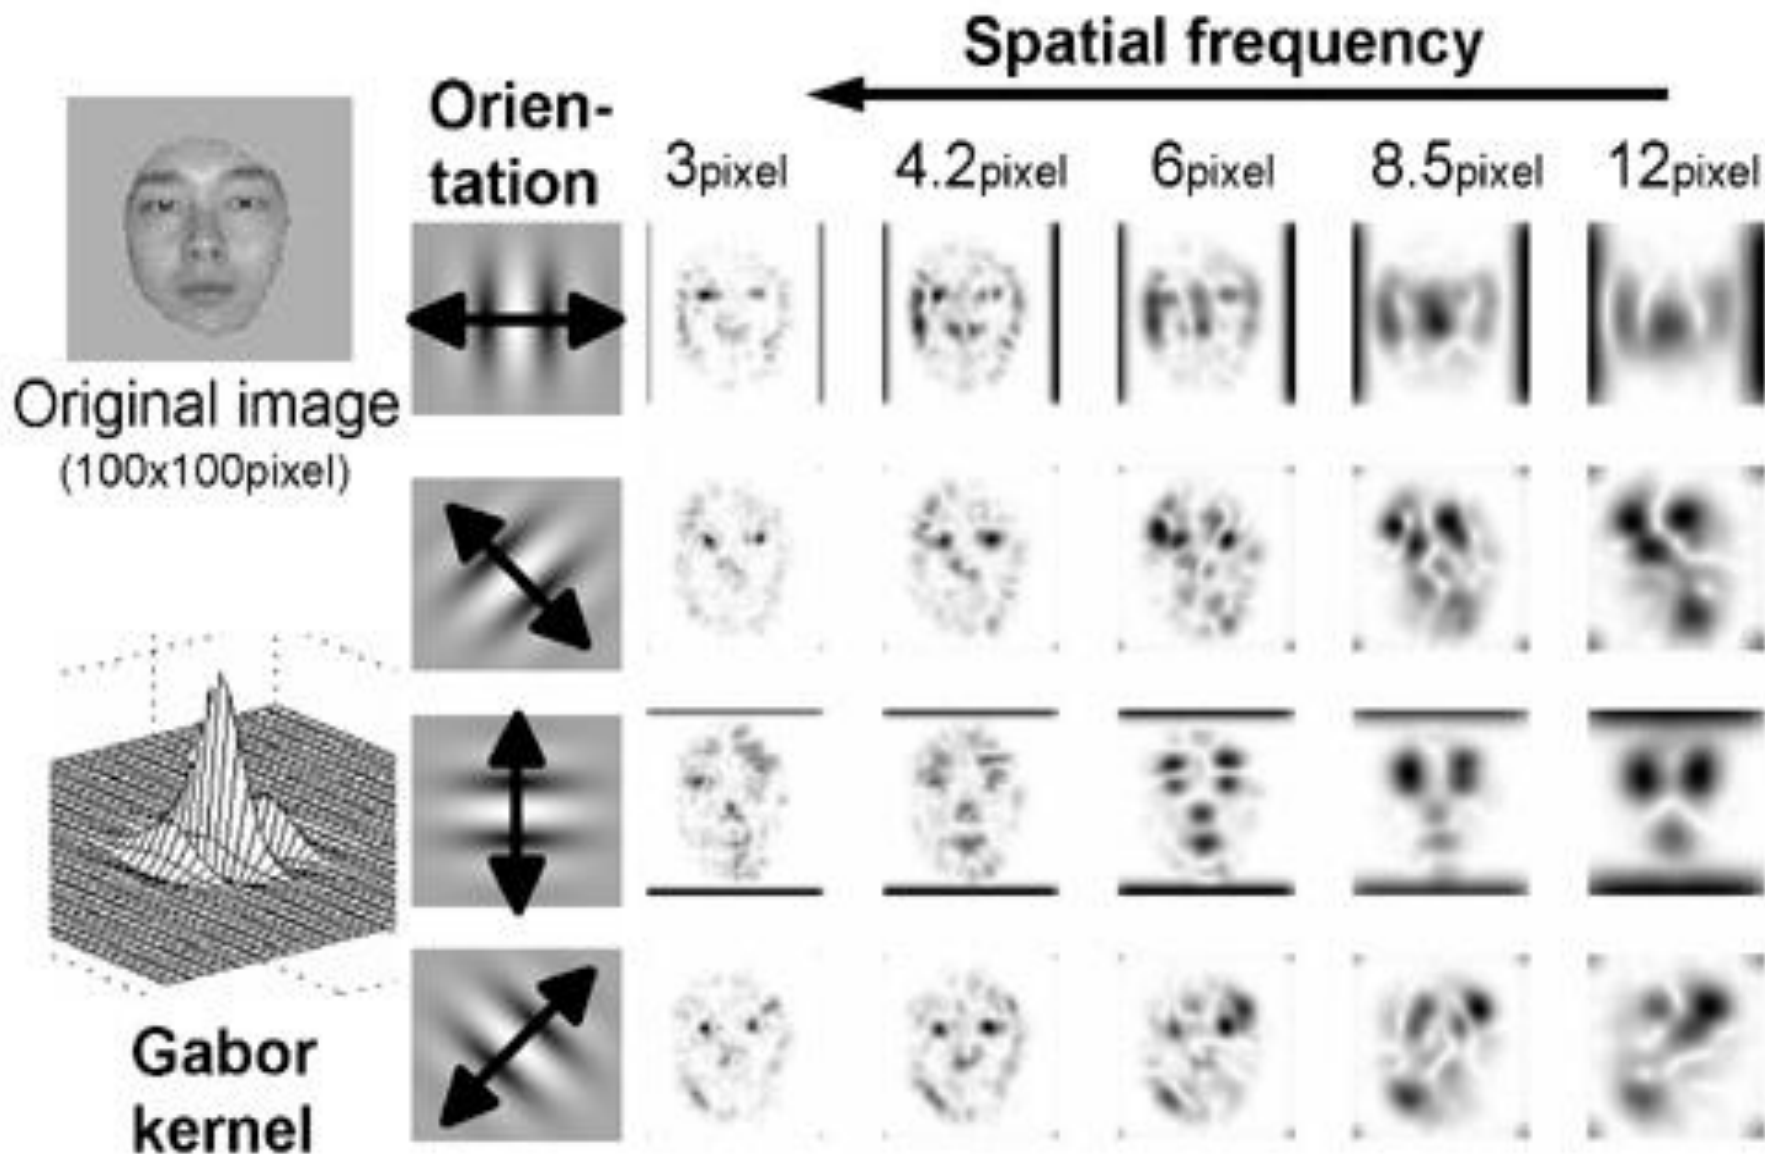 Spatial frequency
Orien-
tation
3pixel
4.2pixel
6pixel
8.5pixel
12pixel
Original image
(100x100pixel)
Gabor
kernel